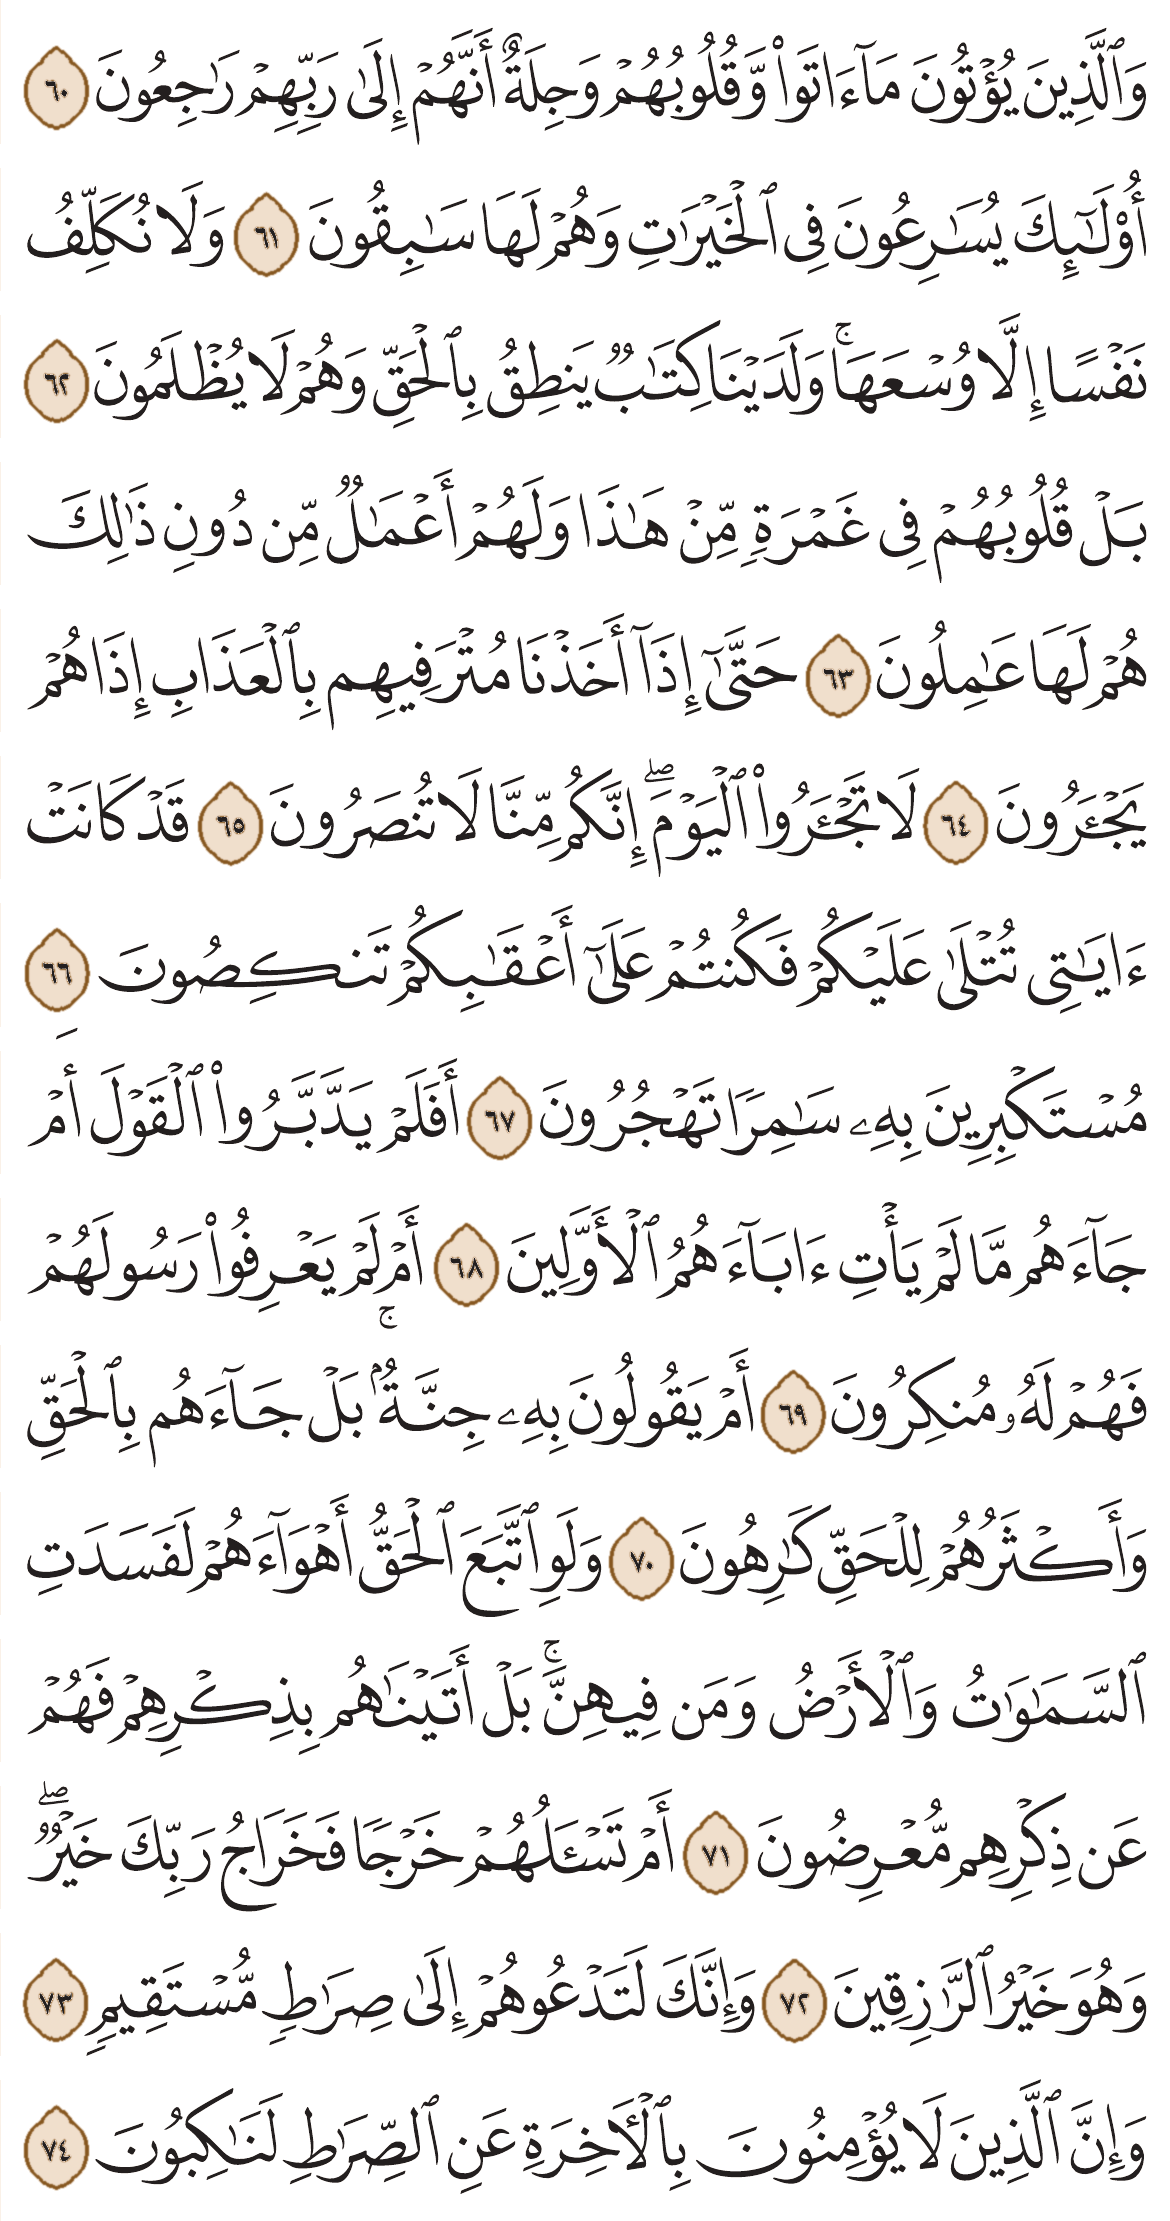 وَٱلَّذِينَ يُؤۡتُونَ مَآ ءَاتَواْ وَّقُلُوبُهُمۡ وَجِلَةٌ أَنَّهُمۡ إِلَىٰ رَبِّهِمۡ رَٰجِعُونَ ٦٠
أُوْلَٰٓئِكَ يُسَٰرِعُونَ فِي ٱلۡخَيۡرَٰتِ وَهُمۡ لَهَا سَٰبِقُونَ ٦١ وَلَا نُكَلِّفُ
نَفۡسًا إِلَّا وُسۡعَهَاۚ وَلَدَيۡنَا كِتَٰبٞ يَنطِقُ بِٱلۡحَقِّ وَهُمۡ لَا يُظۡلَمُونَ ٦٢
بَلۡ قُلُوبُهُمۡ فِي غَمۡرَةٖ مِّنۡ هَٰذَا وَلَهُمۡ أَعۡمَٰلٞ مِّن دُونِ ذَٰلِكَ
هُمۡ لَهَا عَٰمِلُونَ ٦٣ حَتَّىٰٓ إِذَآ أَخَذۡنَا مُتۡرَفِيهِم بِٱلۡعَذَابِ إِذَا هُمۡ
يَجۡـَٔرُونَ ٦٤ لَا تَجۡـَٔرُواْ ٱلۡيَوۡمَۖ إِنَّكُم مِّنَّا لَا تُنصَرُونَ ٦٥ قَدۡ كَانَتۡ
ءَايَٰتِي تُتۡلَىٰ عَلَيۡكُمۡ فَكُنتُمۡ عَلَىٰٓ أَعۡقَٰبِكُمۡ تَنكِصُونَ ٦٦
مُسۡتَكۡبِرِينَ بِهِۦ سَٰمِرٗا تَهۡجُرُونَ ٦٧ أَفَلَمۡ يَدَّبَّرُواْ ٱلۡقَوۡلَ أَمۡ
جَآءَهُم مَّا لَمۡ يَأۡتِ ءَابَآءَهُمُ ٱلۡأَوَّلِينَ ٦٨ أَمۡ لَمۡ يَعۡرِفُواْ رَسُولَهُمۡ
فَهُمۡ لَهُۥ مُنكِرُونَ ٦٩ أَمۡ يَقُولُونَ بِهِۦ جِنَّةُۢۚ بَلۡ جَآءَهُم بِٱلۡحَقِّ
وَأَكۡثَرُهُمۡ لِلۡحَقِّ كَٰرِهُونَ ٧٠ وَلَوِ ٱتَّبَعَ ٱلۡحَقُّ أَهۡوَآءَهُمۡ لَفَسَدَتِ
ٱلسَّمَٰوَٰتُ وَٱلۡأَرۡضُ وَمَن فِيهِنَّۚ بَلۡ أَتَيۡنَٰهُم بِذِكۡرِهِمۡ فَهُمۡ
عَن ذِكۡرِهِم مُّعۡرِضُونَ ٧١ أَمۡ تَسۡـَٔلُهُمۡ خَرۡجٗا فَخَرَاجُ رَبِّكَ خَيۡرٞۖ
وَهُوَ خَيۡرُ ٱلرَّٰزِقِينَ ٧٢ وَإِنَّكَ لَتَدۡعُوهُمۡ إِلَىٰ صِرَٰطٖ مُّسۡتَقِيمٖ ٧٣
وَإِنَّ ٱلَّذِينَ لَا يُؤۡمِنُونَ بِٱلۡأٓخِرَةِ عَنِ ٱلصِّرَٰطِ لَنَٰكِبُونَ ٧٤